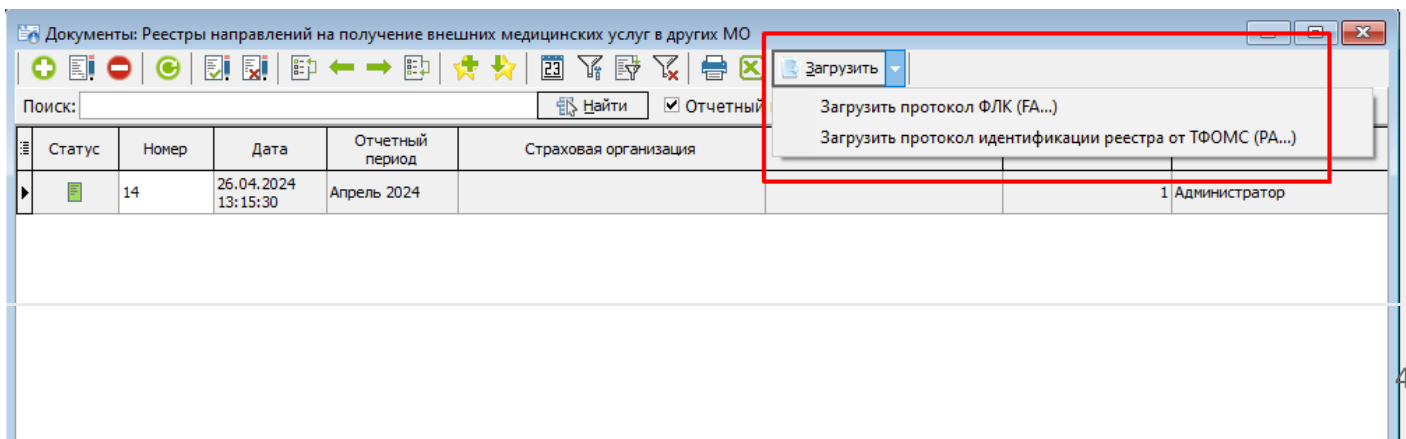 Документы: Реестры направлений на получение внешних медицинских услуг в других МО
23
Загрузить
Поиск:
Найти
Отчетный
Загрузить протокол ФЛК (FA...)
Загрузить протокол идентификации реестра от ТФОМС (PA...)
Статус
Номер
Дата
Отчетный
период
Страховая организация
14
26.04.2024
13:15:30
Апрель 2024
1
Администратор
4